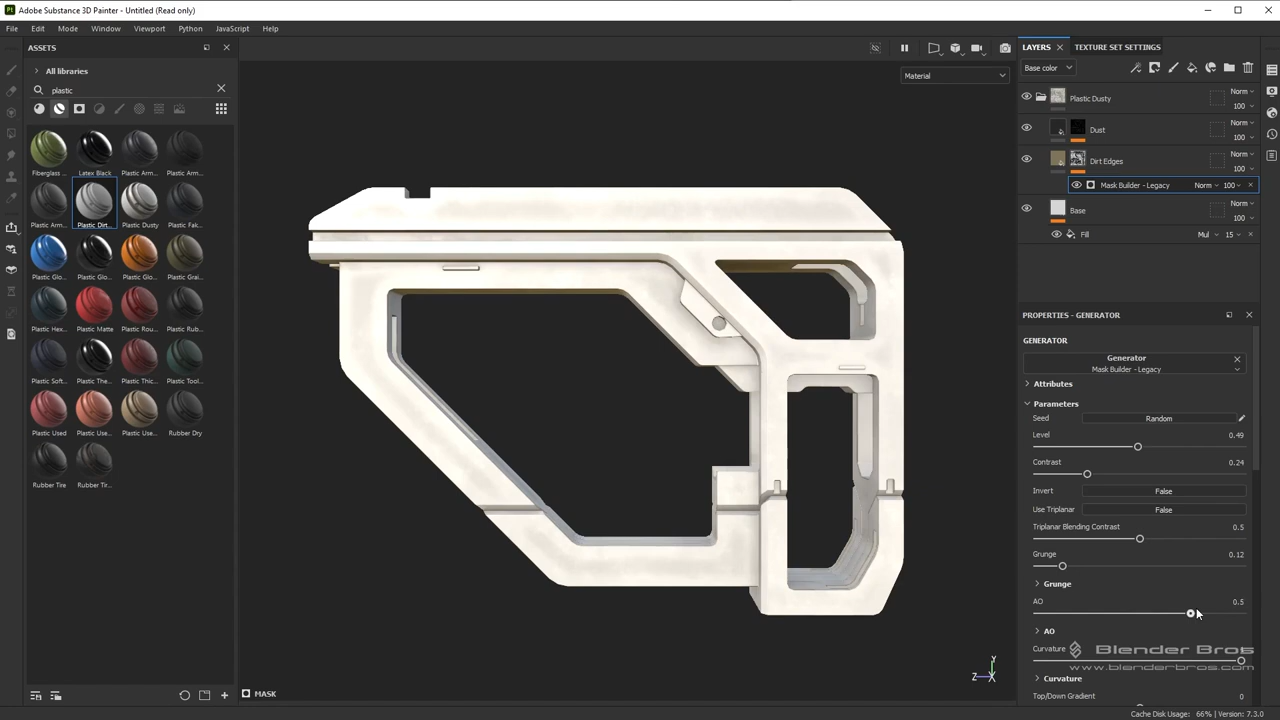 Adobe Substance 3D Painter - Untitled (Read only)
File Edit Mode Window Viewport Python JavaScript Help
ASSETS
All libraries
plastic
Fiberglass ... Latex Black Plastic Arm... Plastic Arm...
Plastic Arm... Plastic Dirt... Plastic Dusty Plastic Fak...
Plastic Glo... Plastic Glo... Plastic Glo... Plastic Grai...
Plastic Hex... Plastic Matte Plastic Rou... Plastic Rub...
Plastic Soft... Plastic The... Plastic Thic... Plastic Tool...
Plastic Used Plastic Use... Plastic Use... Rubber Dry
Rubber Tire Rubber Tir...
Material
MASK
Y
Z X
LAYERS TEXTURE SET SETTINGS
Base color
Plastic Dusty Norm
100
Dust Norm
100
Dirt Edges Norm
100
Mask Builder - Legacy Norm 100
Base Norm
100
Fill Mul 15
PROPERTIES - GENERATOR
GENERATOR
Generator
Mask Builder - Legacy
Attributes
Parameters
Seed Random
Level 0.49
Contrast 0.24
Invert False
Use Triplanar False
Triplanar Blending Contrast 0.5
Grunge 0.12
Grunge
AO 0.5
AO
Blender Bros
Curvature
www.blenderbros.com
Curvature
Top/Down Gradient 0
Cache Disk Usage: 66% | Version: 7.3.0